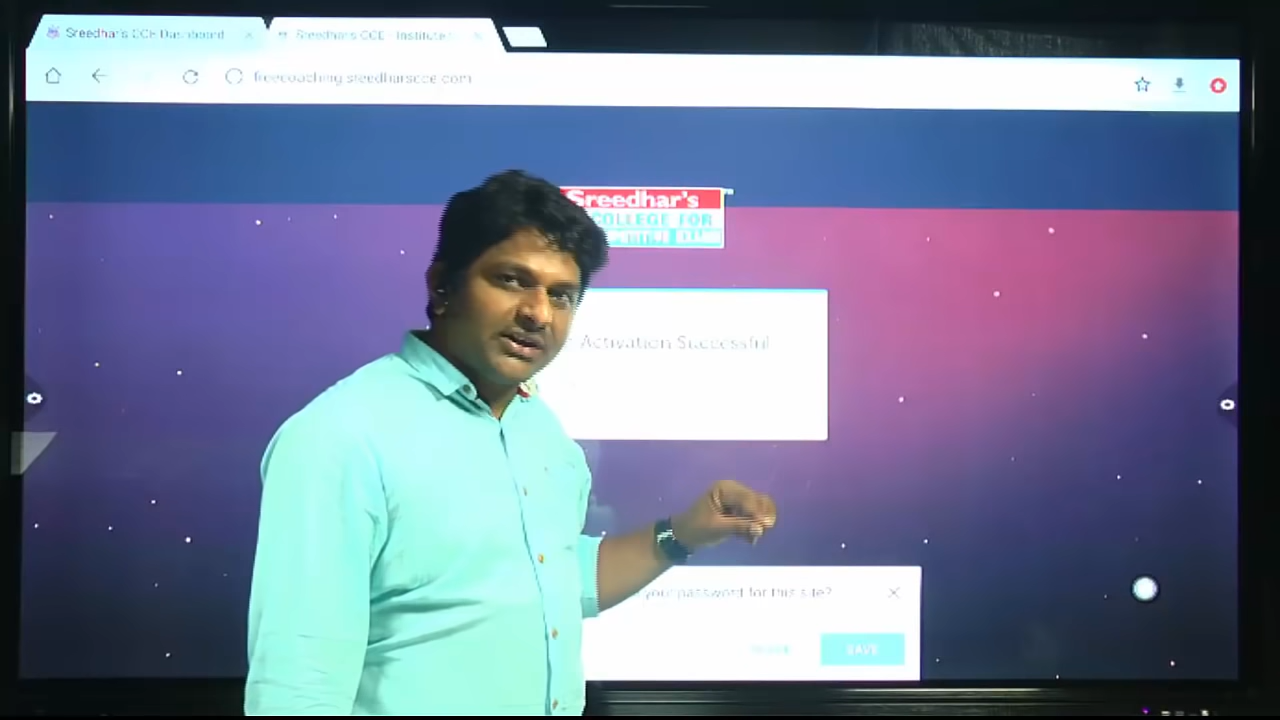 Sreedhar's CCE Dashboard
Sreedhar's CCE - Institute
freecoaching.sreedharscce.com
Sreedhar's
COLLEGE FOR
Activation Successful
your password for this site?
SAVE